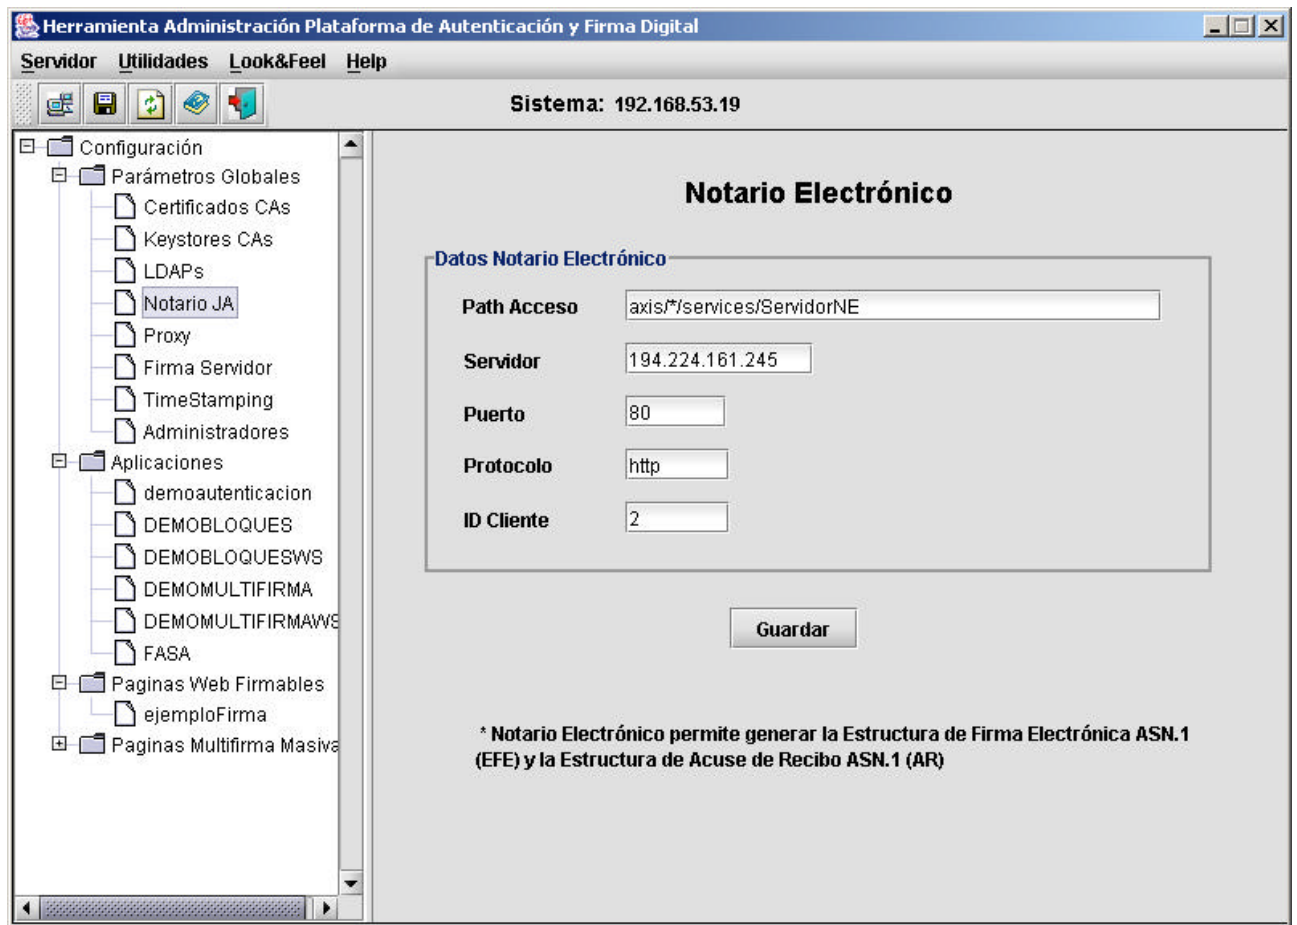 Herramienta Administración Plataforma de Autenticación y Firma Digital
Servidor Utilidades Look&Feel Help
Sistema: 192.168.53.19
Configuración
Parámetros Globales
Certificados CAs
Keystores CAs
LDAPs
Notario JA
Proxy
Firma Servidor
TimeStamping
Administradores
Aplicaciones
demoautenticacion
DEMOBLOQUES
DEMOBLOQUESWS
DEMOMULTIFIRMA
DEMOMULTIFIRMAWS
FASA
Paginas Web Firmables
ejemploFirma
Paginas Multifirma Masiva
Notario Electrónico
Datos Notario Electrónico
Path Acceso axis/*/services/ServidorNE
Servidor 194.224.161.245
Puerto 80
Protocolo http
ID Cliente 2
Guardar
* Notario Electrónico permite generar la Estructura de Firma Electrónica ASN.1
(EFE) y la Estructura de Acuse de Recibo ASN.1 (AR)